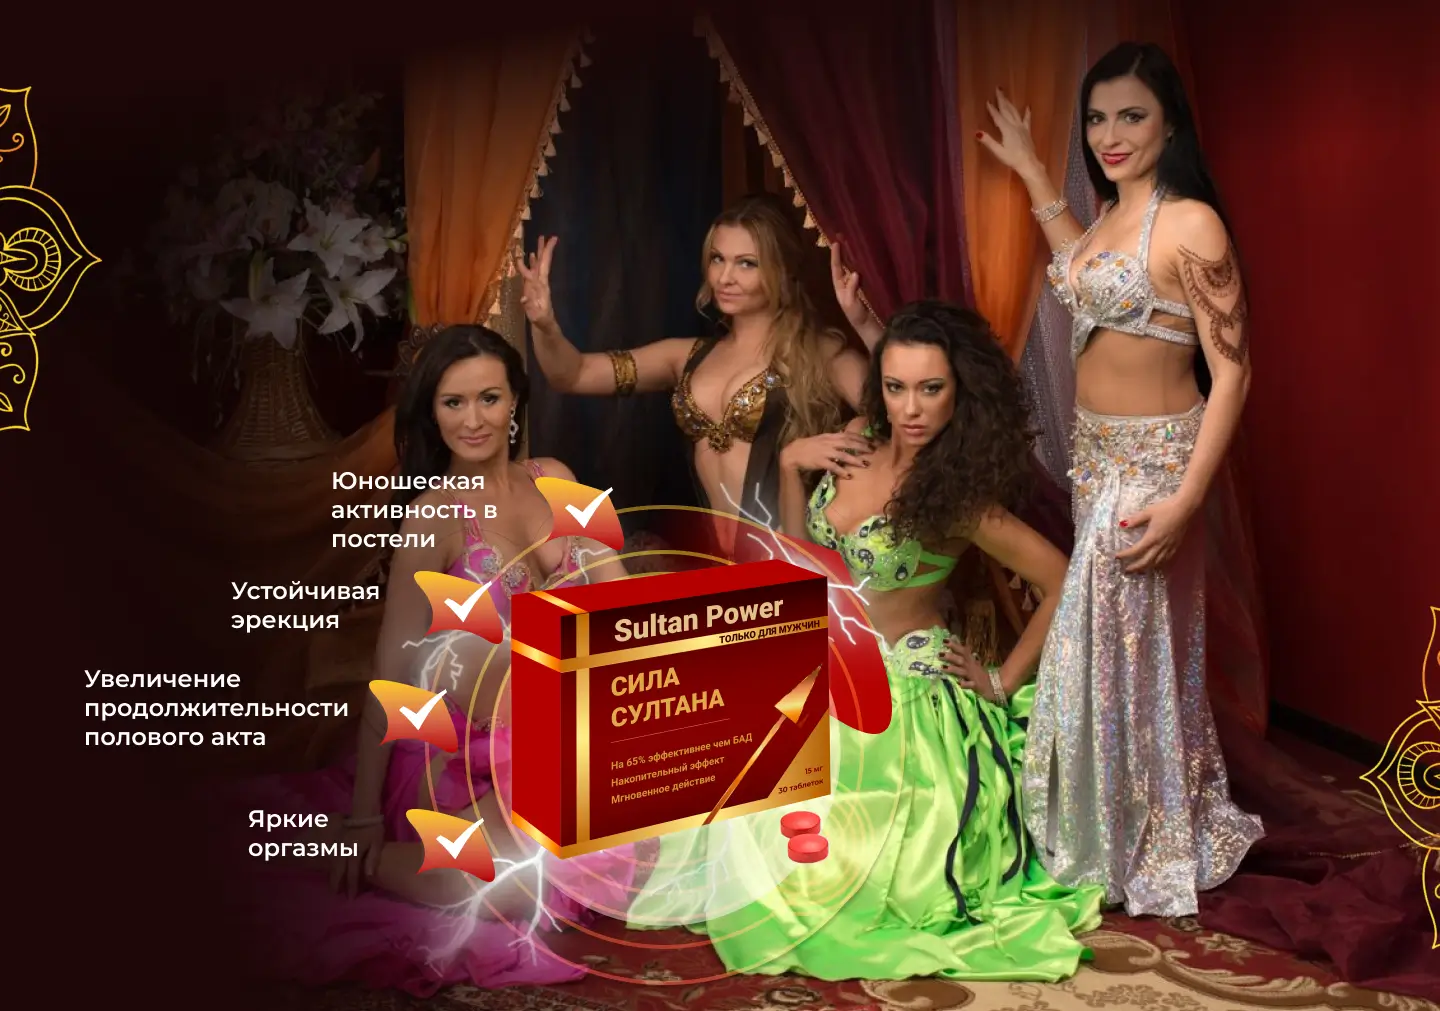 Юношеская
активность в
постели
Устойчивая
эрекция
Увеличение
продолжительности
полового акта
Яркие
оргазмы
Sultan Power
ТОЛЬКО ДЛЯ МУЖЧИН
СИЛА
СУЛТАНА
На 65% эффективнее чем БАД
Накопительный эффект
Мгновенное действие
15 мг
30 таблеток